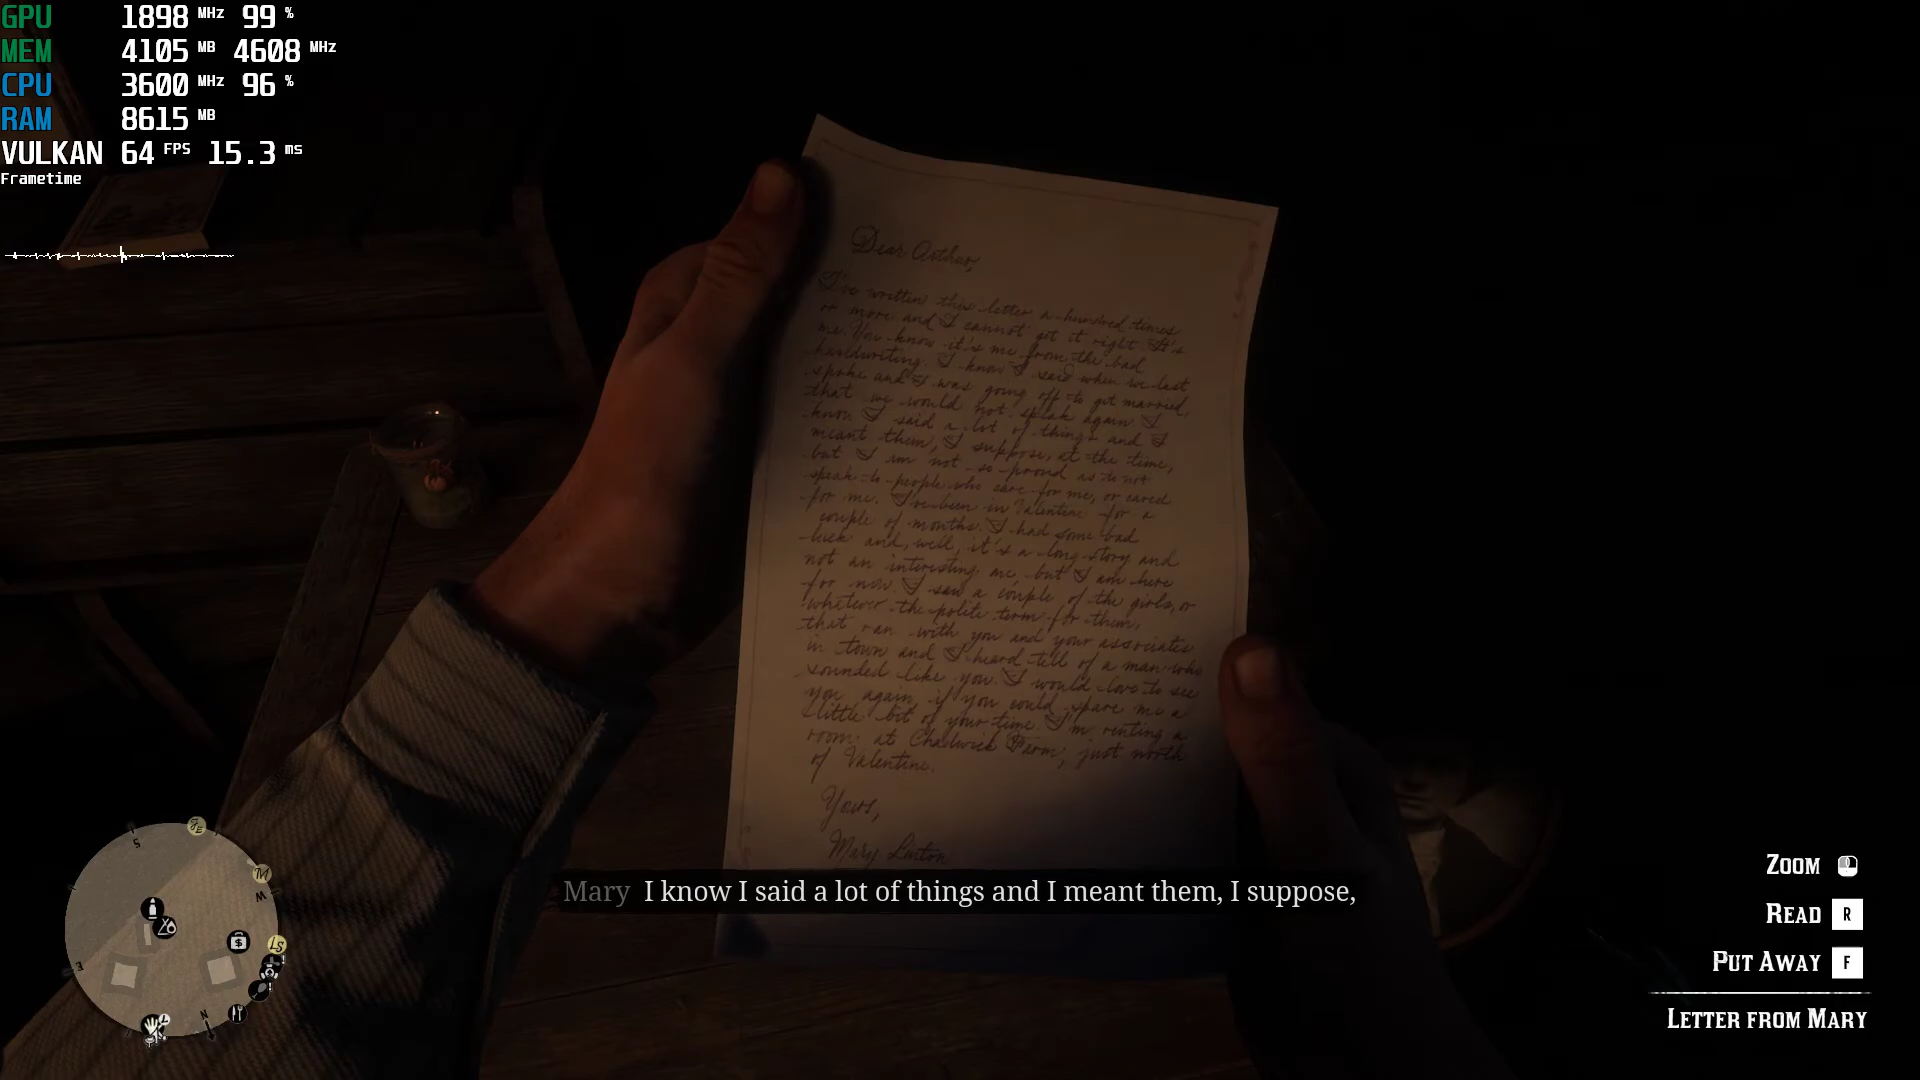 GPU 1898 MHz 99 %
MEM 4105 MB 4608 MHz
CPU 3600 MHz 96 %
RAM 8615 MB
VULKAN 64 FPS 15.3 ms
Frametime
Dear Arthur,
I've written this letter a hundred times
or more and I cannot get it right. It's
me. You know it's me from the bad
handwriting. I know I said when we last
spoke and I was going off to get married,
that we would not speak again. I
know I said a lot of things and I
meant them, I suppose, at the time,
but I am not so proud as to not
speak to people who care for me, or cared
for me. I've been in Valentine for a
couple of months. I had some bad
luck and, well, it's a long story and
not an interesting one, but I am here
for now. I saw a couple of the girls, or
whatever the polite term for them,
that ran with you and your associates
in town and I heard tell of a man who
sounded like you. I would love to see
you again if you could spare me a
little bit of your time. I'm renting a
room at Chadwick Farm, just north
of Valentine.
Yours,
Mary Linton
Mary I know I said a lot of things and I meant them, I suppose,
S
W
E
N
LS
M
ZOOM
READ R
PUT AWAY F
LETTER FROM MARY